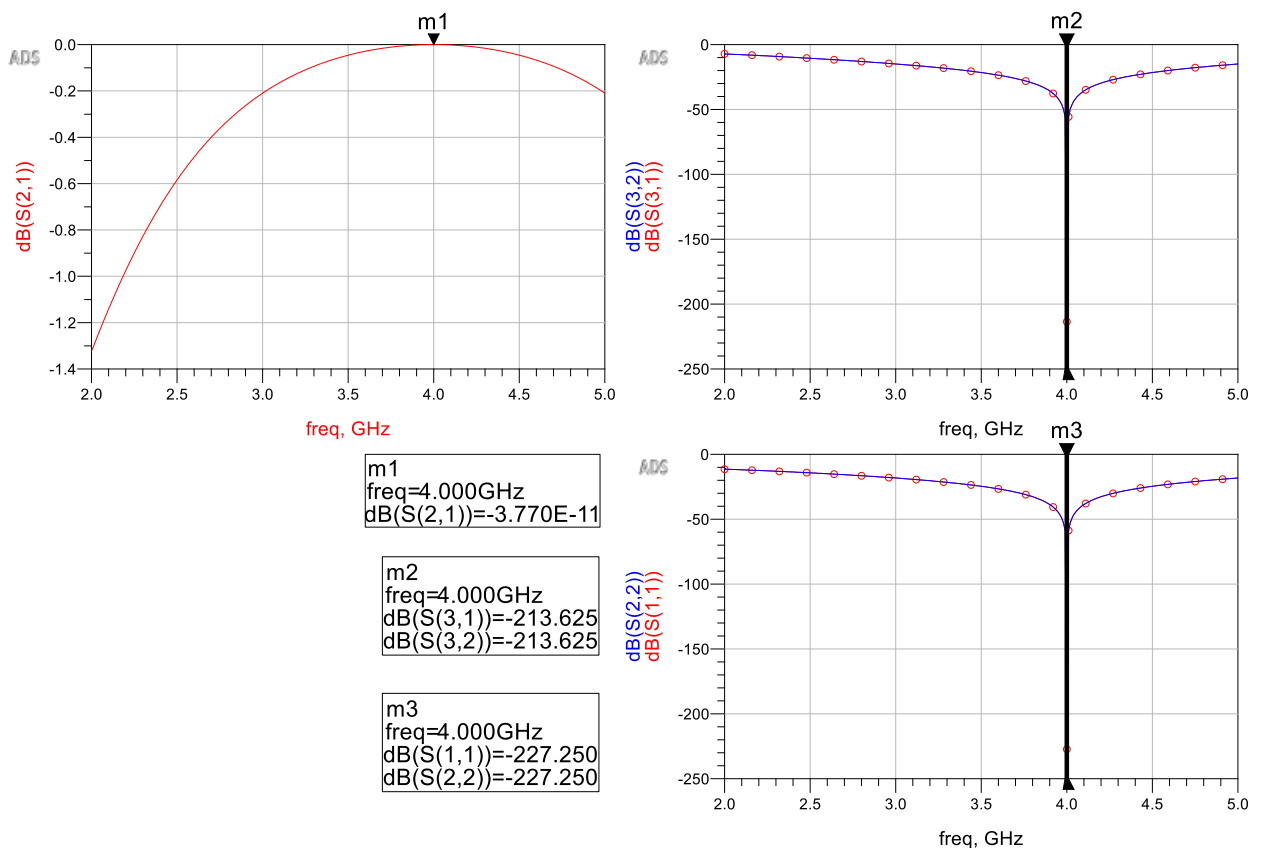 m1
ADS
0.0
-0.2
-0.4
-0.6
-0.8
-1.0
-1.2
-1.4
dB(S(2,1))
2.0 2.5 3.0 3.5 4.0 4.5 5.0
freq, GHz
m2
ADS
0
-50
-100
-150
-200
-250
dB(S(3,2))
dB(S(3,1))
2.0 2.5 3.0 3.5 4.0 4.5 5.0
freq, GHz
m1
freq=4.000GHz
dB(S(2,1))=-3.770E-11
m2
freq=4.000GHz
dB(S(3,1))=-213.625
dB(S(3,2))=-213.625
m3
freq=4.000GHz
dB(S(1,1))=-227.250
dB(S(2,2))=-227.250
m3
ADS
0
-50
-100
-150
-200
-250
dB(S(2,2))
dB(S(1,1))
2.0 2.5 3.0 3.5 4.0 4.5 5.0
freq, GHz